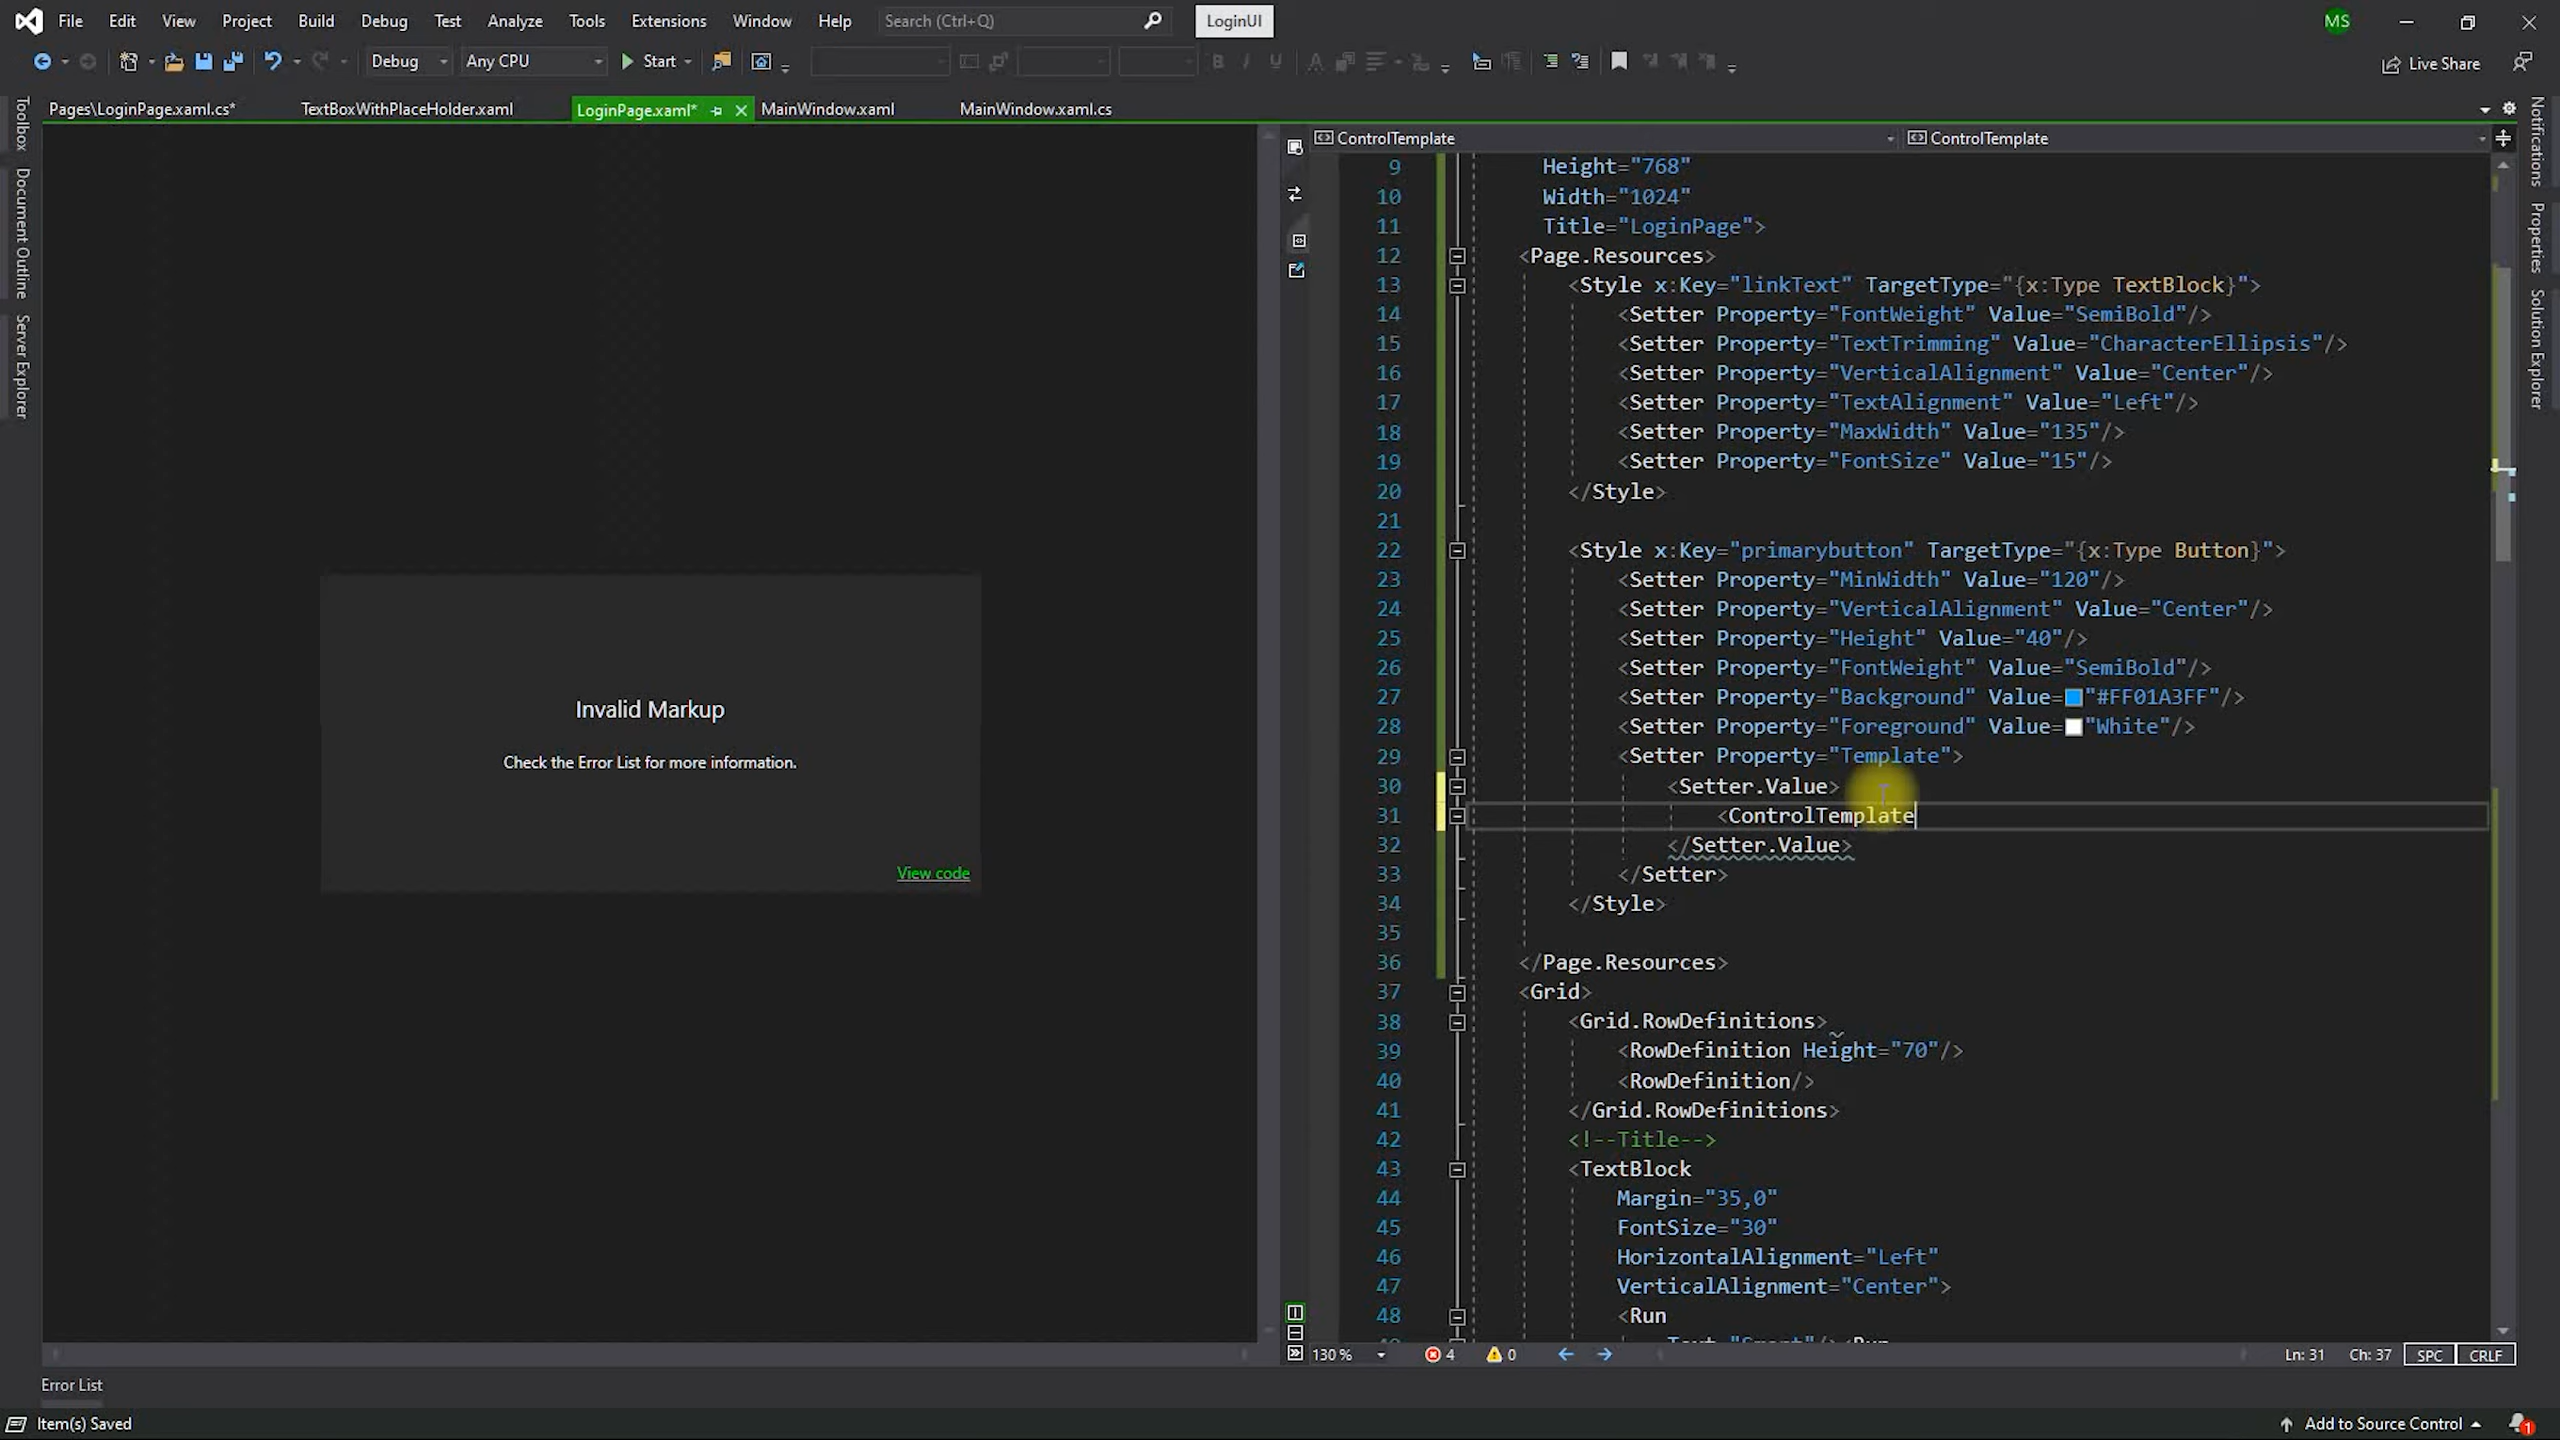 File Edit View Project Build Debug Test Analyze Tools Extensions Window Help Search (Ctrl+Q) LoginUI MS
Debug Any CPU Start Live Share
Pages\LoginPage.xaml.cs* TextBoxWithPlaceHolder.xaml LoginPage.xaml* MainWindow.xaml MainWindow.xaml.cs
Toolbox
Document Outline
Server Explorer
Notifications
Properties
Solution Explorer
Invalid Markup
Check the Error List for more information.
View code
ControlTemplate ControlTemplate
9 Height="768"
10 Width="1024"
11 Title="LoginPage">
12 <Page.Resources>
13 <Style x:Key="linkText" TargetType="{x:Type TextBlock}">
14 <Setter Property="FontWeight" Value="SemiBold"/>
15 <Setter Property="TextTrimming" Value="CharacterEllipsis"/>
16 <Setter Property="VerticalAlignment" Value="Center"/>
17 <Setter Property="TextAlignment" Value="Left"/>
18 <Setter Property="MaxWidth" Value="135"/>
19 <Setter Property="FontSize" Value="15"/>
20 </Style>
21
22 <Style x:Key="primarybutton" TargetType="{x:Type Button}">
23 <Setter Property="MinWidth" Value="120"/>
24 <Setter Property="VerticalAlignment" Value="Center"/>
25 <Setter Property="Height" Value="40"/>
26 <Setter Property="FontWeight" Value="SemiBold"/>
27 <Setter Property="Background" Value="#FF01A3FF"/>
28 <Setter Property="Foreground" Value="White"/>
29 <Setter Property="Template">
30 <Setter.Value>
31 <ControlTemplate
32 </Setter.Value>
33 </Setter>
34 </Style>
35
36 </Page.Resources>
37 <Grid>
38 <Grid.RowDefinitions>
39 <RowDefinition Height="70"/>
40 <RowDefinition/>
41 </Grid.RowDefinitions>
42 <!--Title-->
43 <TextBlock
44 Margin="35,0"
45 FontSize="30"
46 HorizontalAlignment="Left"
47 VerticalAlignment="Center">
48 <Run
130 % 4 0 Ln: 31 Ch: 37 SPC CRLF
Error List
Item(s) Saved Add to Source Control 1